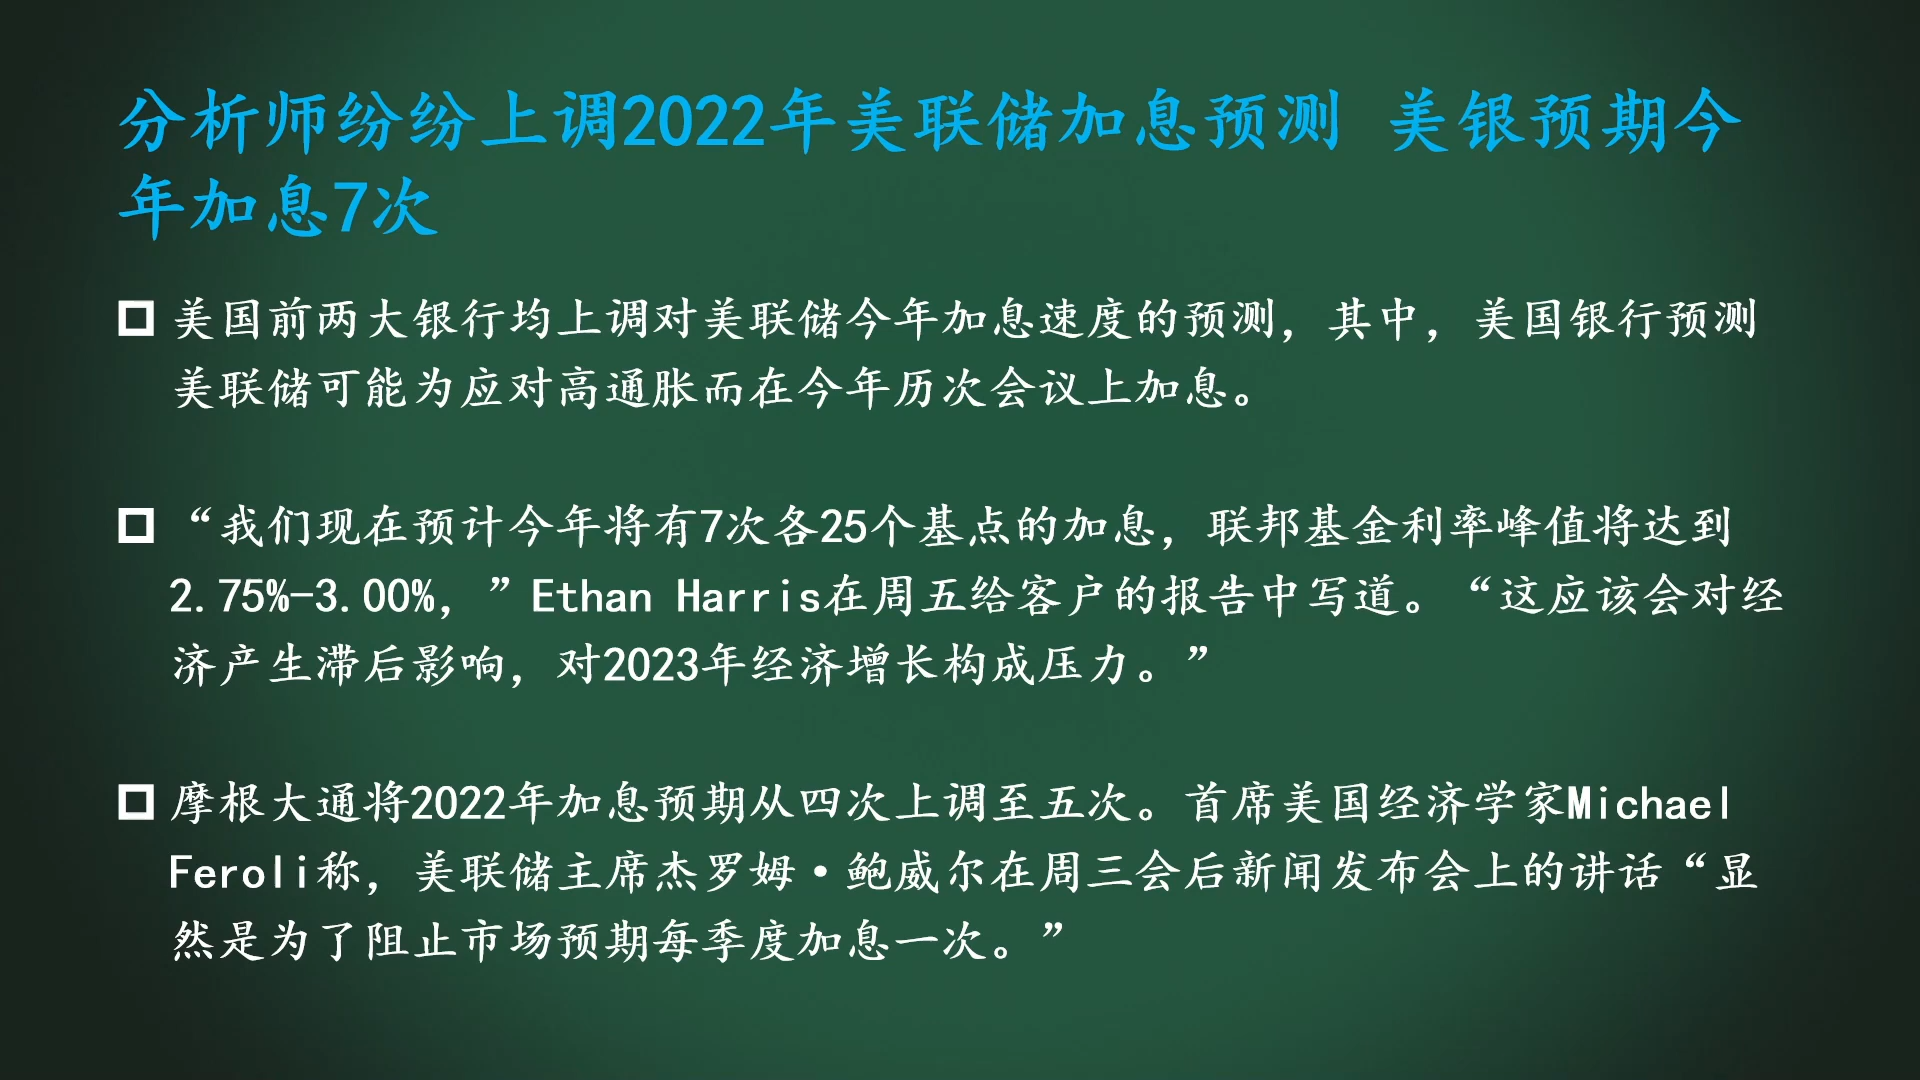 分析师纷纷上调2022年美联储加息预测 美银预期今
年加息7次
美国前两大银行均上调对美联储今年加息速度的预测，其中，美国银行预测
美联储可能为应对高通胀而在今年历次会议上加息。
“我们现在预计今年将有7次各25个基点的加息，联邦基金利率峰值将达到
2.75%-3.00%，”Ethan Harris在周五给客户的报告中写道。“这应该会对经
济产生滞后影响，对2023年经济增长构成压力。”
摩根大通将2022年加息预期从四次上调至五次。首席美国经济学家Michael
Feroli称，美联储主席杰罗姆·鲍威尔在周三会后新闻发布会上的讲话“显
然是为了阻止市场预期每季度加息一次。”